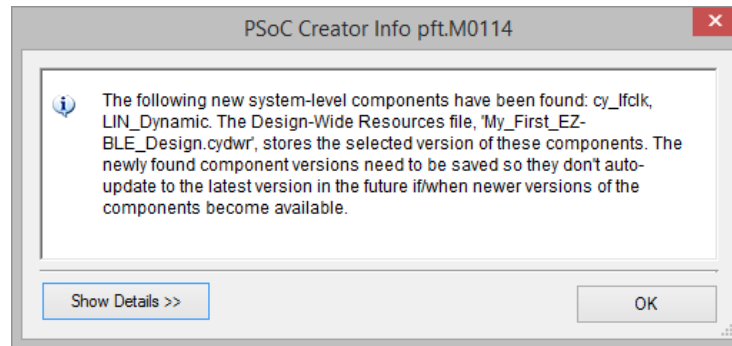 PSoC Creator Info pft.M0114
The following new system-level components have been found: cy_lfclk,
LIN_Dynamic. The Design-Wide Resources file, 'My_First_EZ-
BLE_Design.cydwr', stores the selected version of these components. The
newly found component versions need to be saved so they don't auto-
update to the latest version in the future if/when newer versions of the
components become available.
Show Details >>
OK